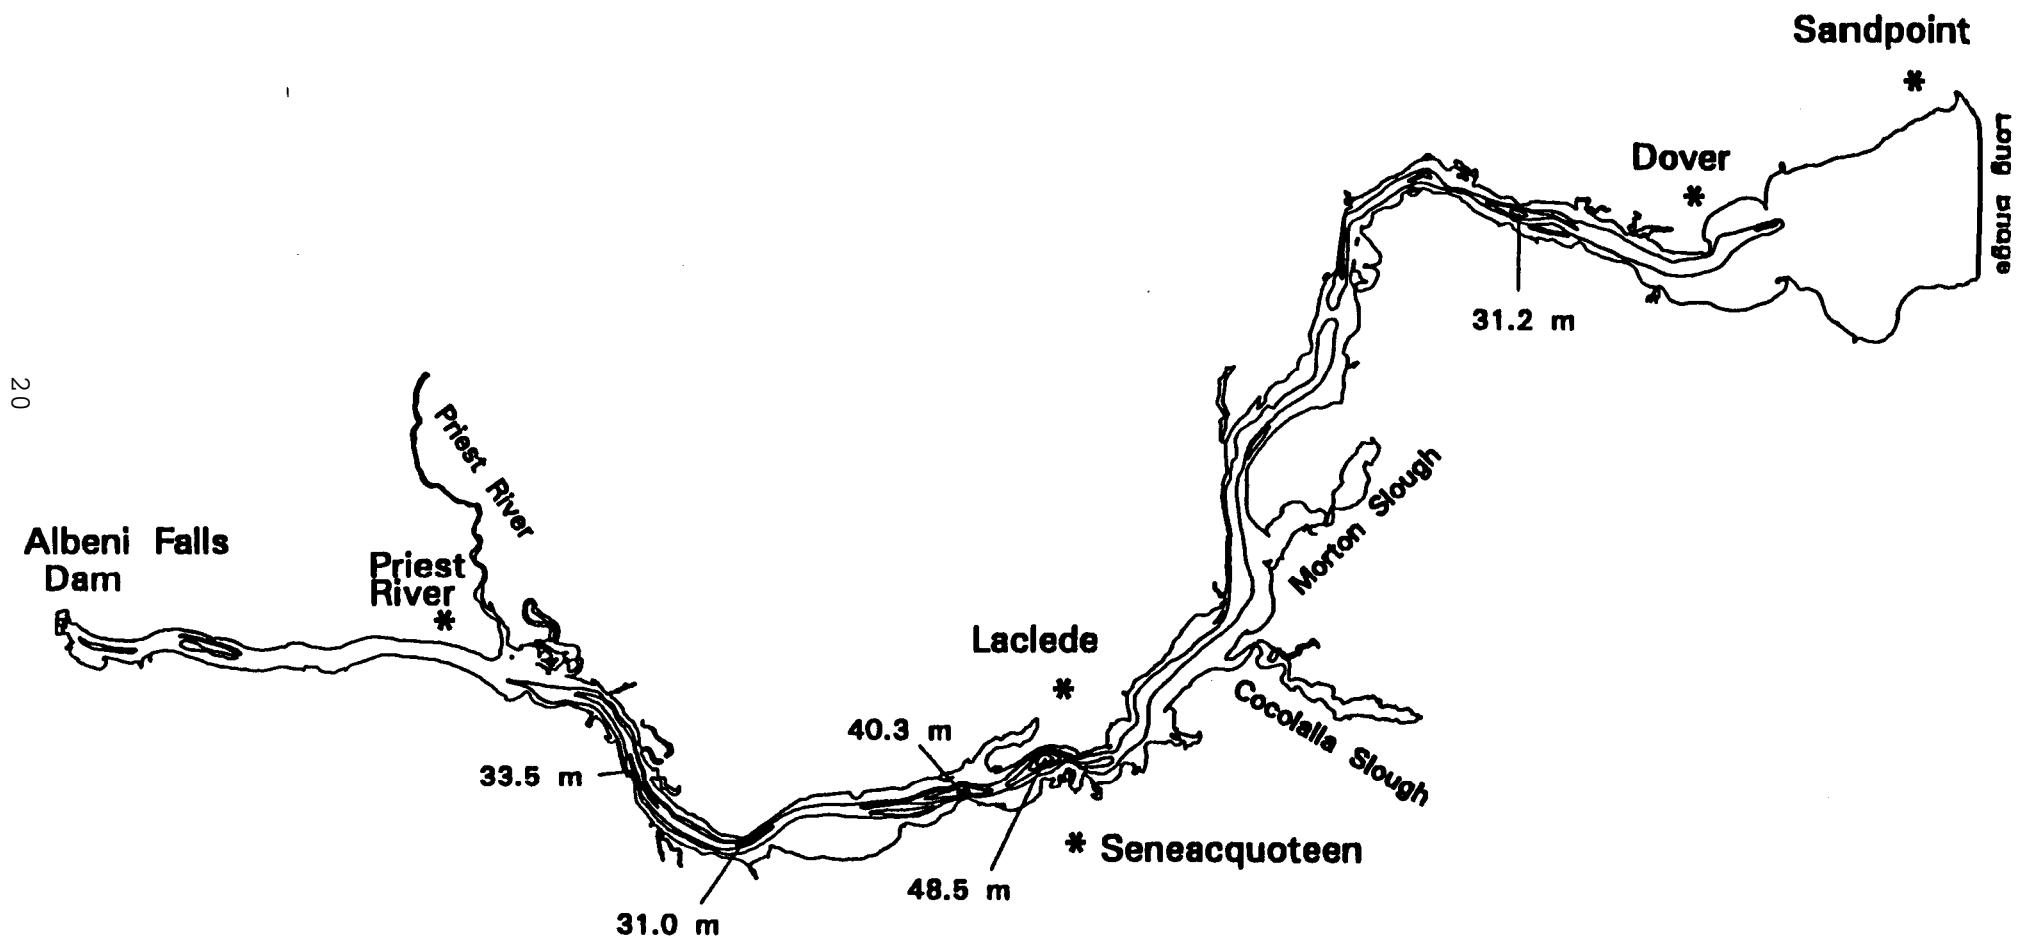 Sandpoint
*
Long Bridge
Dover
*
31.2 m
20
Priest River
Morton Slough
Albeni Falls
Dam
Priest
River
*
Laclede
*
Cocolalla Slough
40.3 m
33.5 m
* Seneacquoteen
48.5 m
31.0 m